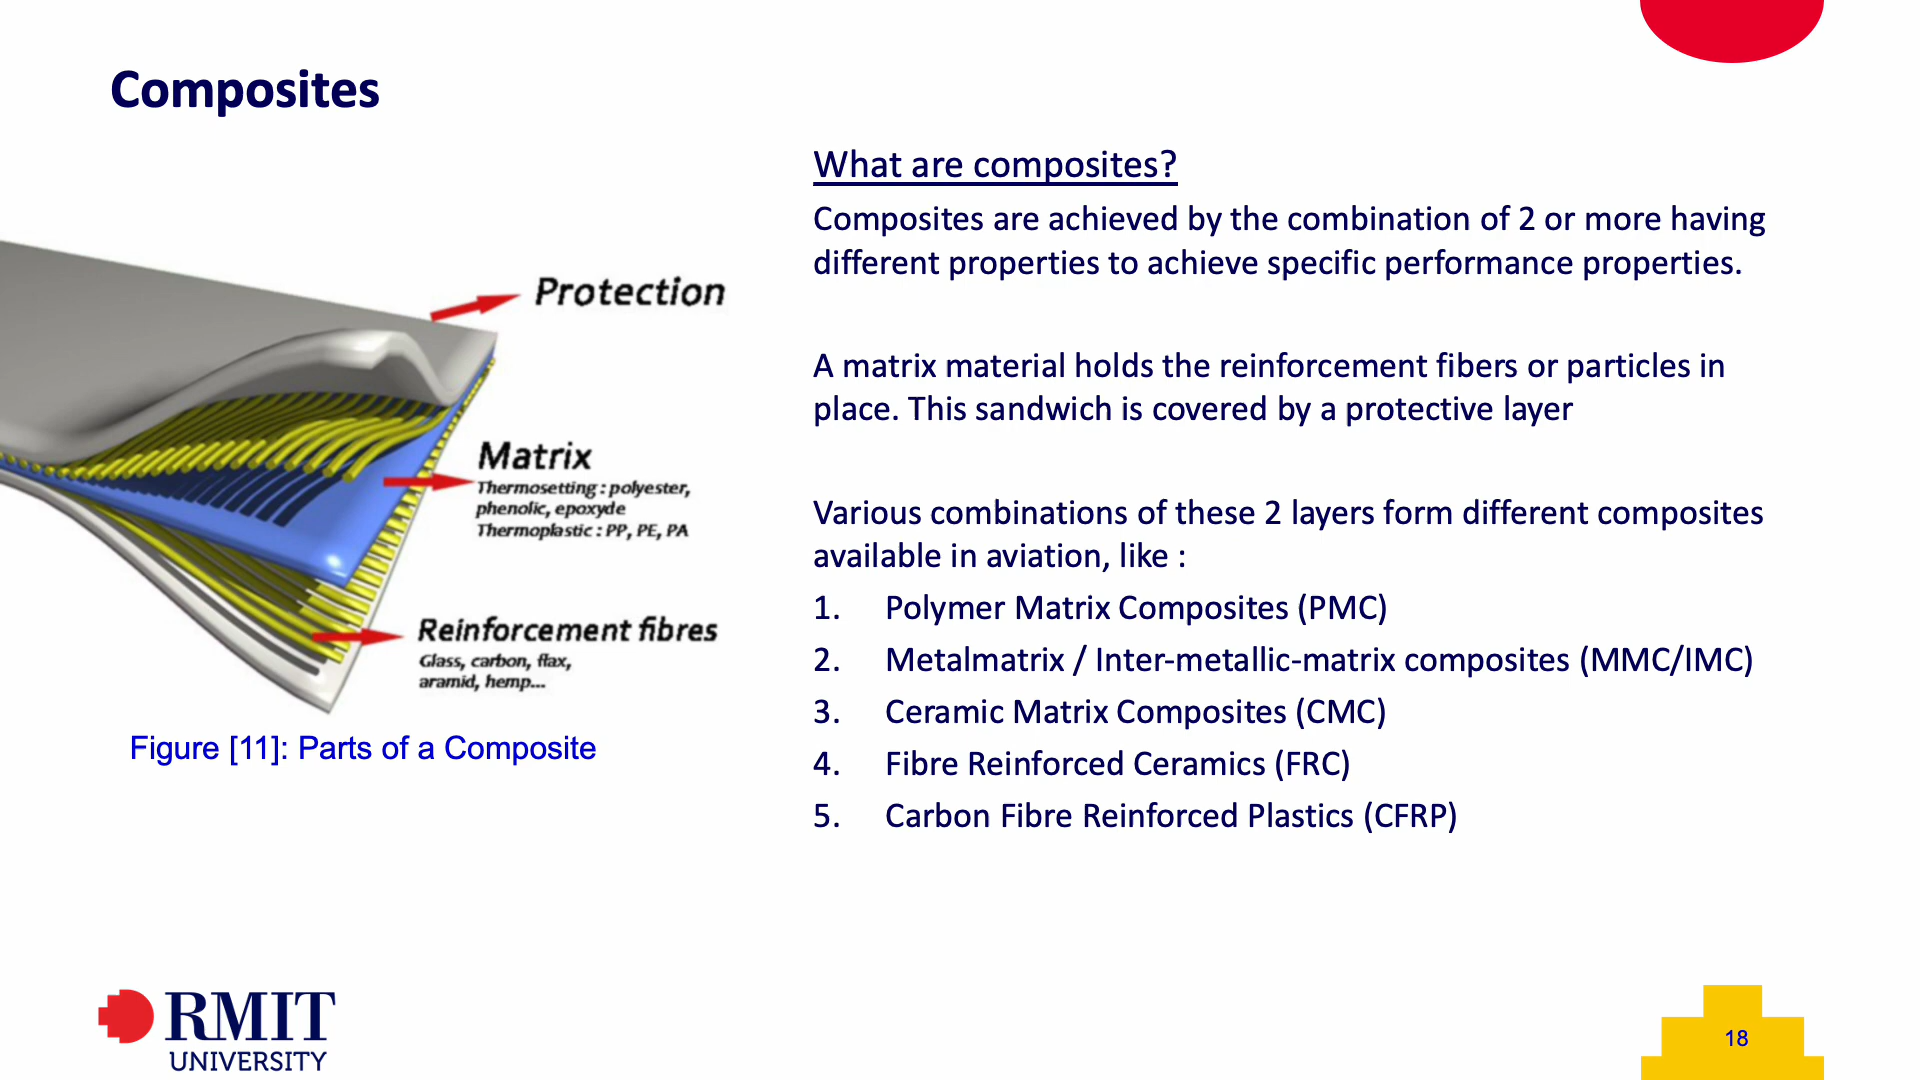 Composites
What are composites?
Composites are achieved by the combination of 2 or more having
different properties to achieve specific performance properties.
A matrix material holds the reinforcement fibers or particles in
place. This sandwich is covered by a protective layer
Various combinations of these 2 layers form different composites
available in aviation, like :
1. Polymer Matrix Composites (PMC)
2. Metalmatrix / Inter-metallic-matrix composites (MMC/IMC)
3. Ceramic Matrix Composites (CMC)
4. Fibre Reinforced Ceramics (FRC)
5. Carbon Fibre Reinforced Plastics (CFRP)
Protection
Matrix
Thermosetting : polyester,
phenolic, epoxyde
Thermoplastic : PP, PE, PA
Reinforcement fibres
Glass, carbon, flax,
aramid, hemp...
Figure [11]: Parts of a Composite
RMIT
UNIVERSITY
18